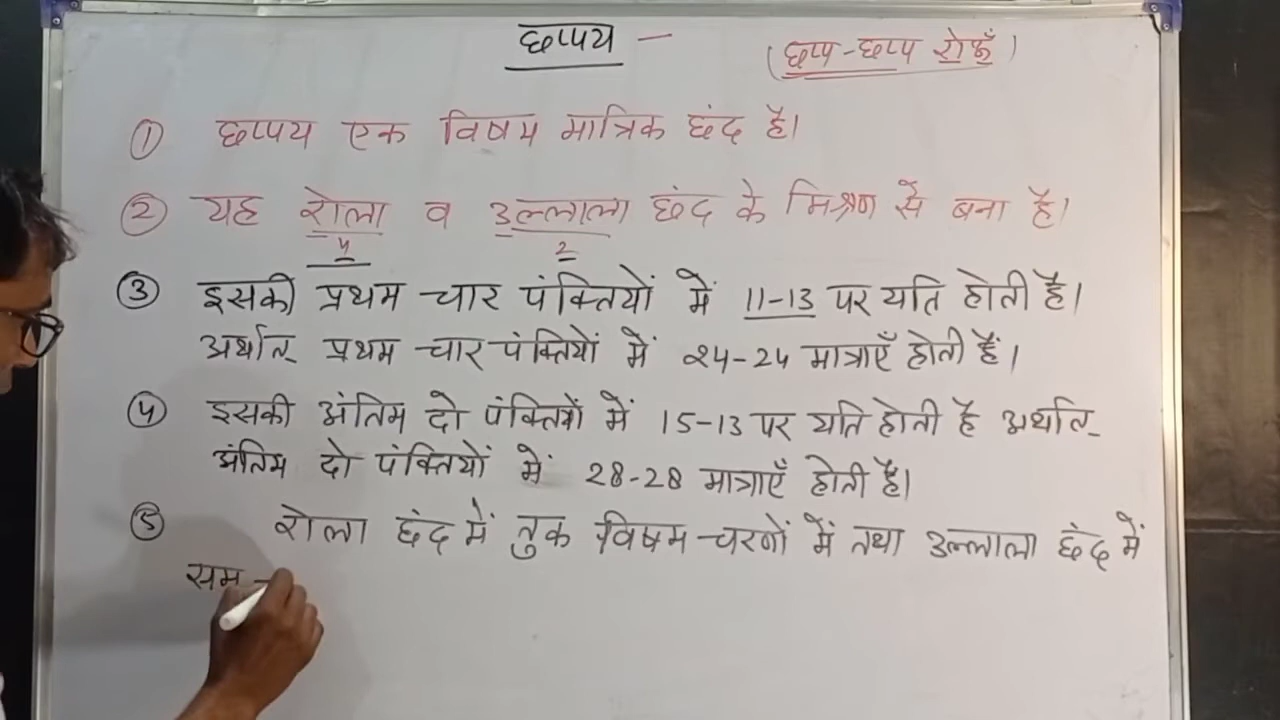 छप्पय —
(छप्प-छप्प रोऊँ)
① छप्पय एक विषम मात्रिक छंद है।
② यह रोला व उल्लाला छंद के मिश्रण से बना है।
4 2
③ इसकी प्रथम चार पंक्तियों में 11-13 पर यति होती है।
अर्थात् प्रथम चार पंक्तियों में 24-24 मात्राएँ होती हैं।
④ इसकी अंतिम दो पंक्तियों में 15-13 पर यति होती है अर्थात्
अंतिम दो पंक्तियों में 28-28 मात्राएँ होती है।
⑤ रोला छंद में तुक विषम चरणों में तथा उल्लाला छंद में
सम